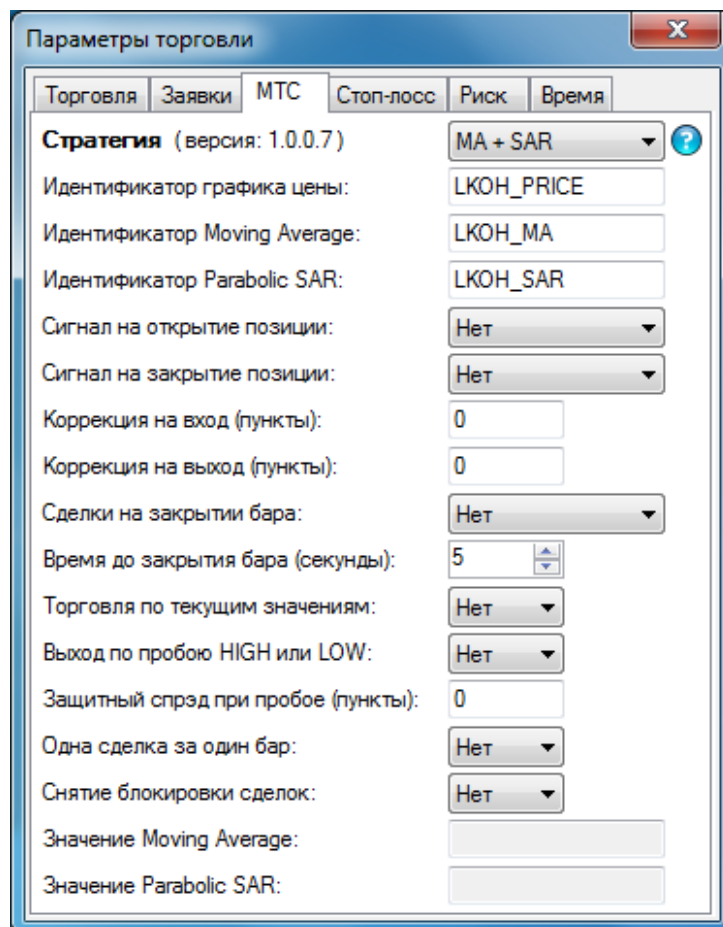 Параметры торговли
Торговля Заявки МТС Стоп-лосс Риск Время
Стратегия (версия: 1.0.0.7) MA + SAR ?
Идентификатор графика цены: LKOH_PRICE
Идентификатор Moving Average: LKOH_MA
Идентификатор Parabolic SAR: LKOH_SAR
Сигнал на открытие позиции: Нет
Сигнал на закрытие позиции: Нет
Коррекция на вход (пункты): 0
Коррекция на выход (пункты): 0
Сделки на закрытии бара: Нет
Время до закрытия бара (секунды): 5
Торговля по текущим значениям: Нет
Выход по пробою HIGH или LOW: Нет
Защитный спрэд при пробое (пункты): 0
Одна сделка за один бар: Нет
Снятие блокировки сделок: Нет
Значение Moving Average:
Значение Parabolic SAR: